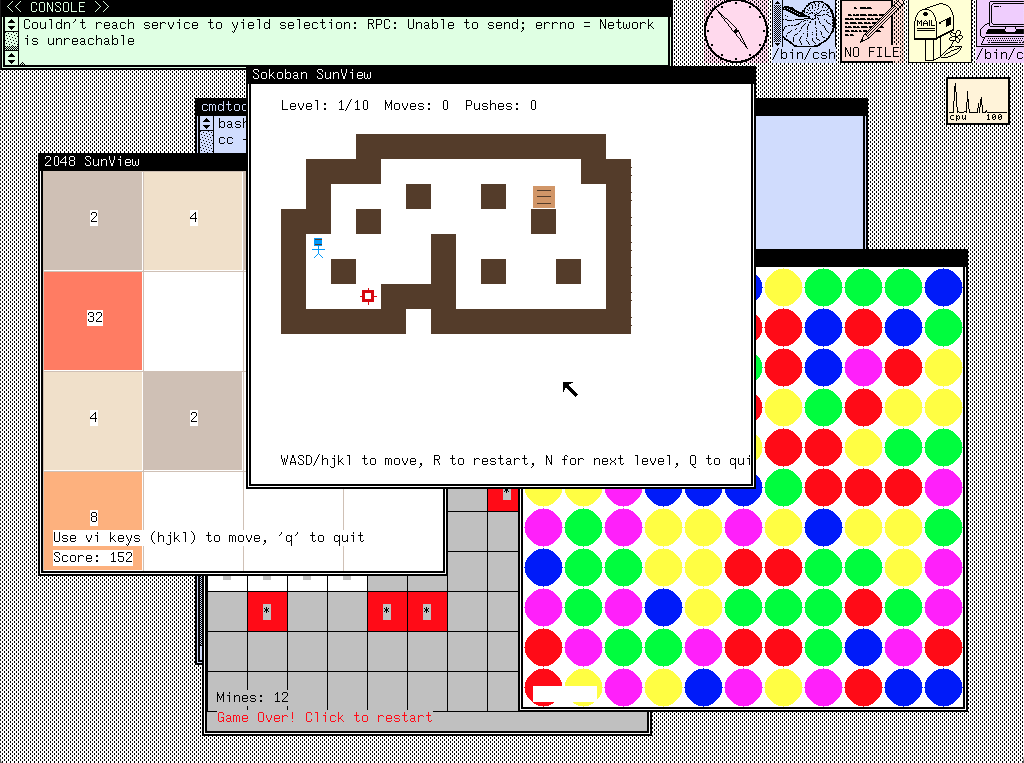 << CONSOLE >>
Couldn't reach service to yield selection: RPC: Unable to send; errno = Network
is unreachable
/bin/csh
NO FILE
MAIL
/bin/c
cpu 100
cmdtoo
bash
cc -
Sokoban SunView
Level: 1/10 Moves: 0 Pushes: 0
WASD/hjkl to move, R to restart, N for next level, Q to qui
2048 SunView
2
4
32
4
2
8
Use vi keys (hjkl) to move, 'q' to quit
Score: 152
*
* * *
Mines: 12
Game Over! Click to restart